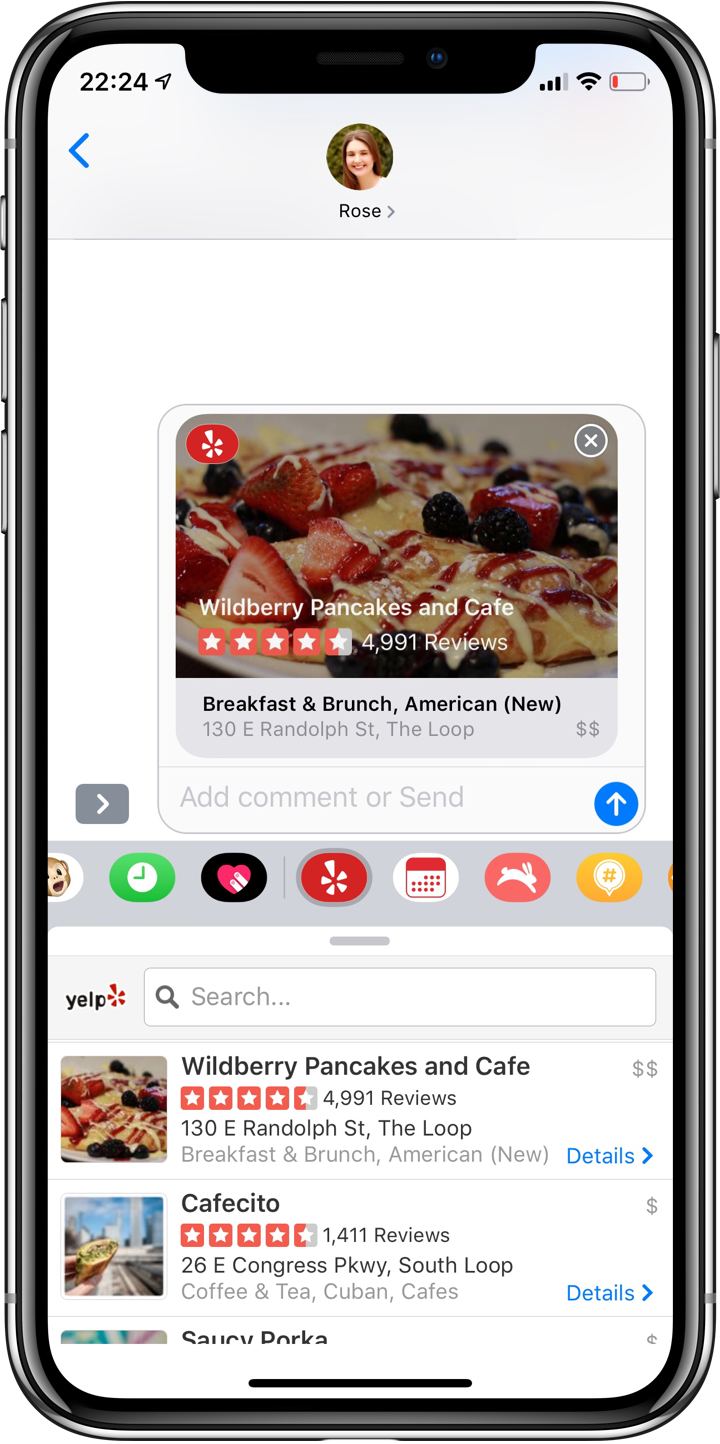 22:24
Rose >
Wildberry Pancakes and Cafe
4,991 Reviews
Breakfast & Brunch, American (New)
130 E Randolph St, The Loop $$
Add comment or Send
#
yelp Search...
Wildberry Pancakes and Cafe $$
4,991 Reviews
130 E Randolph St, The Loop
Breakfast & Brunch, American (New) Details >
Cafecito $
1,411 Reviews
26 E Congress Pkwy, South Loop
Coffee & Tea, Cuban, Cafes Details >
Saucy Porka $